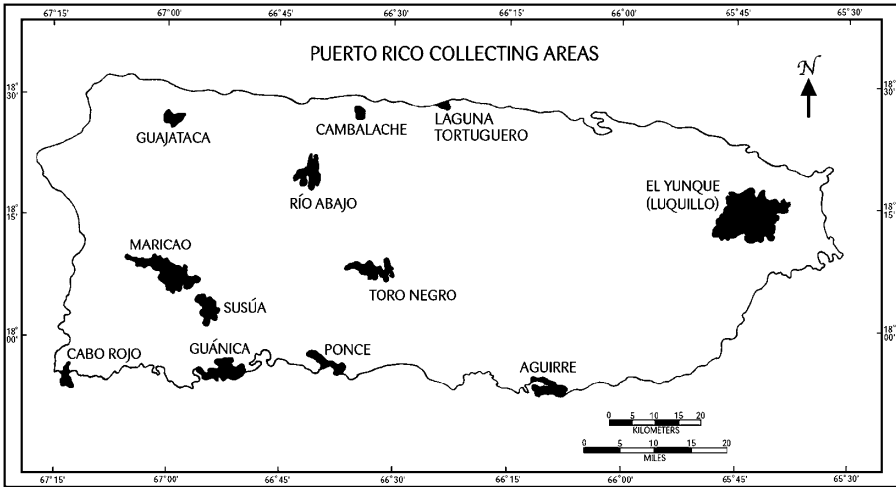 67°15' 67°00' 66°45' 66°30' 66°15' 66°00' 65°45' 65°30'
PUERTO RICO COLLECTING AREAS
N
18°
30'
18°
30'
GUAJATACA
CAMBALACHE
LAGUNA
TORTUGUERO
RÍO ABAJO
EL YUNQUE
(LUQUILLO)
18°
15'
18°
15'
MARICAO
TORO NEGRO
SUSÚA
18°
00'
18°
00'
CABO ROJO
GUÁNICA
PONCE
AGUIRRE
0 5 10 15 20
KILOMETERS
0 5 10 15 20
MILES
67°15' 67°00' 66°45' 66°30' 66°15' 66°00' 65°45' 65°30'